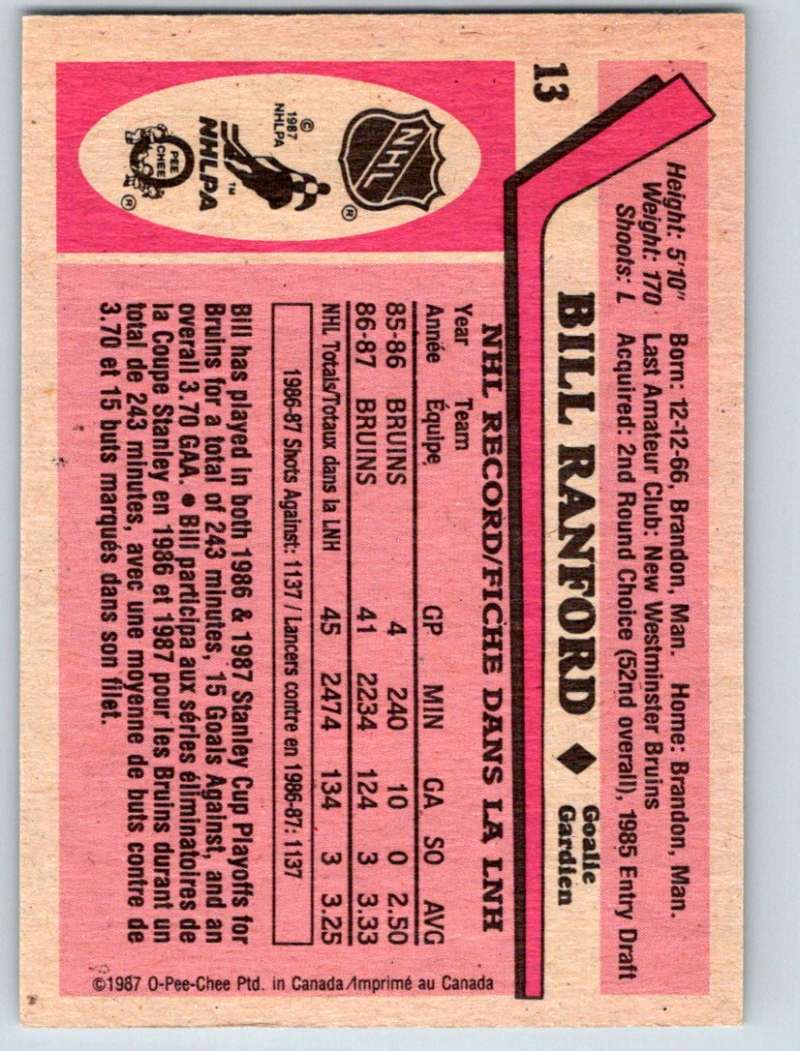 13
Height: 5'10"
Weight: 170
Shoots: L
Born: 12-12-66, Brandon, Man. Home: Brandon, Man.
Last Amateur Club: New Westminster Bruins
Acquired: 2nd Round Choice (52nd overall), 1985 Entry Draft
BILL RANFORD ◆ Goalie
Gardien
NHL RECORD/FICHE DANS LA LNH
Year Team
Année Équipe GP MIN GA SO AVG
85-86 BRUINS 4 240 10 0 2.50
86-87 BRUINS 41 2234 124 3 3.33
NHL Totals/Totaux dans la LNH 45 2474 134 3 3.25
1986-87 Shots Against: 1137 / Lancers contre en 1986-87: 1137
Bill has played in both 1986 & 1987 Stanley Cup Playoffs for
Bruins for a total of 243 minutes, 15 Goals Against, and an
overall 3.70 GAA. ● Bill participa aux séries éliminatoires de
la Coupe Stanley en 1986 et 1987 pour les Bruins durant un
total de 243 minutes, avec une moyenne de buts contre de
3.70 et 15 buts marqués dans son filet.
NHL
®
© 1987
NHLPA
NHLPA
™
O
PEE
CHEE
®
©1987 O-Pee-Chee Ptd. in Canada/Imprimé au Canada